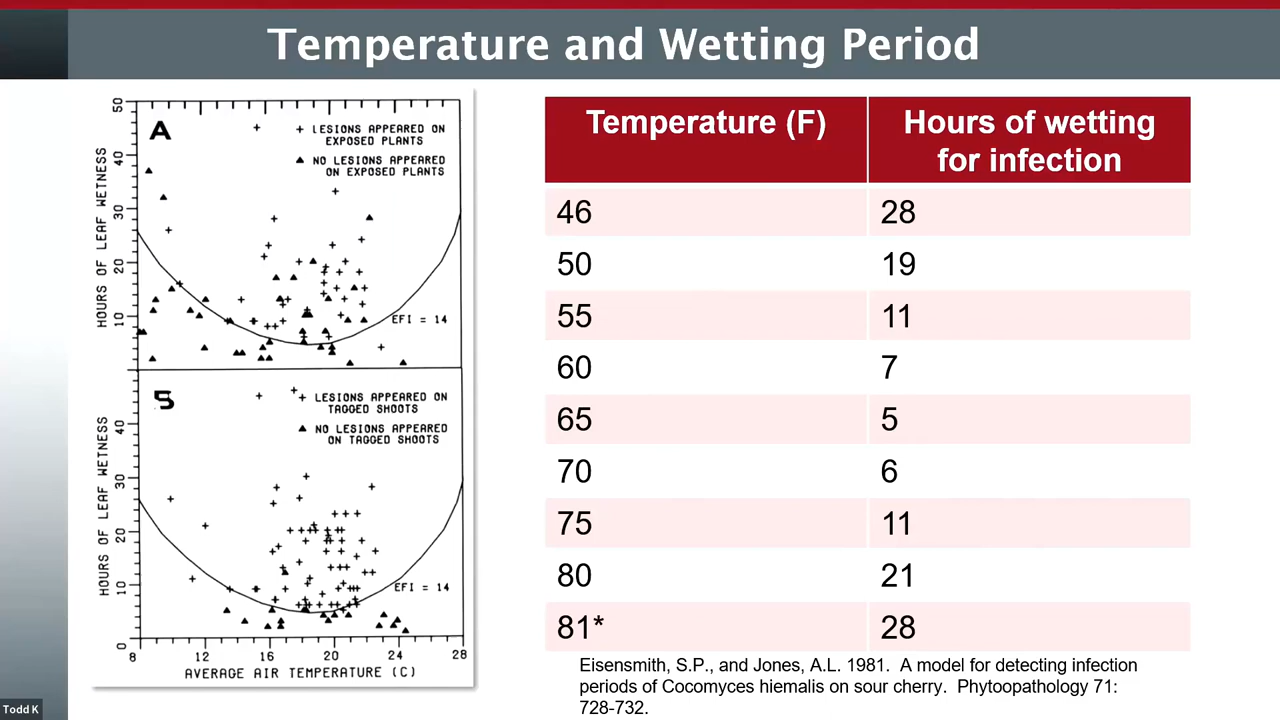 Temperature and Wetting Period
A
50
40
30
20
10
HOURS OF LEAF WETNESS
+ LESIONS APPEARED ON
EXPOSED PLANTS
▲ NO LESIONS APPEARED
ON EXPOSED PLANTS
EFI = 14
40
30
20
10
0
HOURS OF LEAF WETNESS
+ LESIONS APPEARED ON
TAGGED SHOOTS
▲ NO LESIONS APPEARED
ON TAGGED SHOOTS
EFI = 14
8 12 16 20 24 28
AVERAGE AIR TEMPERATURE (C)
Temperature (F) Hours of wetting
for infection
46 28
50 19
55 11
60 7
65 5
70 6
75 11
80 21
81* 28
Eisensmith, S.P., and Jones, A.L. 1981. A model for detecting infection
periods of Cocomyces hiemalis on sour cherry. Phytoopathology 71:
728-732.
Todd K